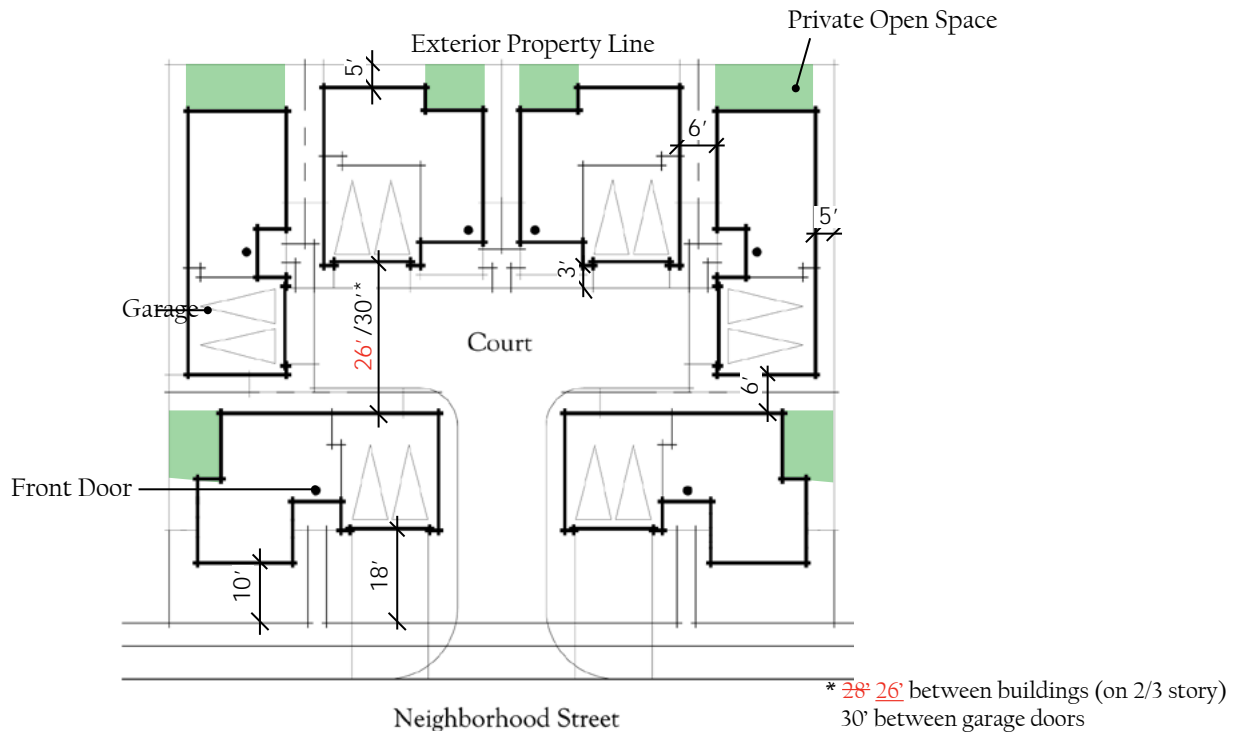 Private Open Space
Exterior Property Line
5'
6'
5'
3'
Garage
26'/30'*
Court
6'
Front Door
10'
18'
* 28' 26' between buildings (on 2/3 story)
30' between garage doors
Neighborhood Street